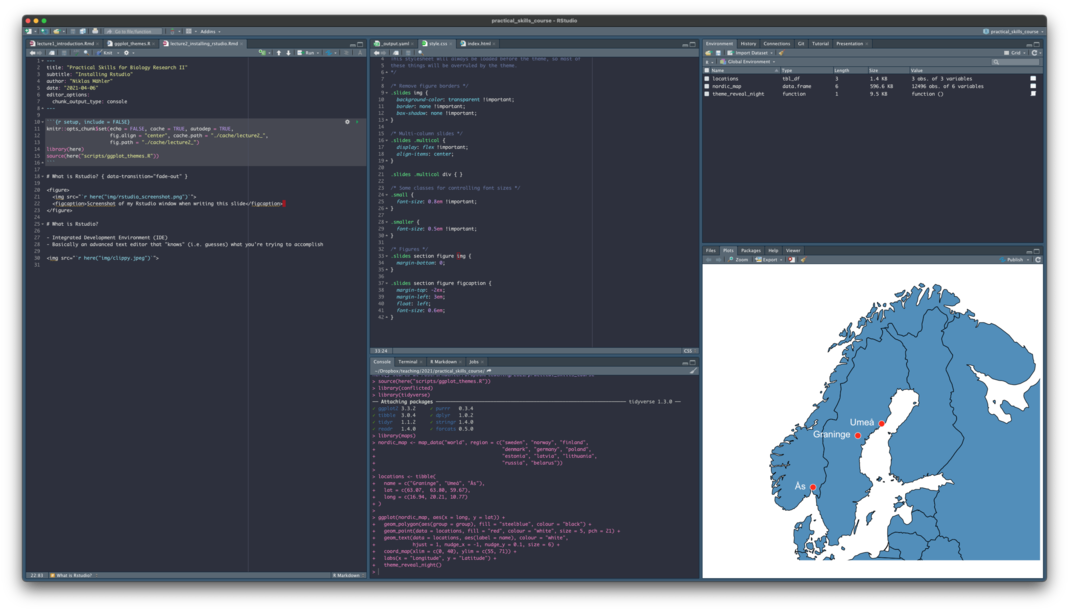 practical_skills_course - RStudio
Go to file/function
Addins
practical_skills_course
lecture1_introduction.Rmd
ggplot_themes.R
lecture2_installing_rstudio.Rmd
Knit
Run
1 ---
2 title: "Practical Skills for Biology Research II"
3 subtitle: "Installing Rstudio"
4 author: "Niklas Mähler"
5 date: "2021-04-06"
6 editor_options:
7 chunk_output_type: console
8 ---
9
10 ```{r setup, include = FALSE}
11 knitr::opts_chunk$set(echo = FALSE, cache = TRUE, autodep = TRUE,
12 fig.align = "center", cache.path = "./cache/lecture2_",
13 fig.path = "./cache/lecture2_")
14 library(here)
15 source(here("scripts/ggplot_themes.R"))
16 ```
17
18 # What is Rstudio? { data-transition="fade-out" }
19
20 <figure>
21 <img src="`r here("img/rstudio_screenshot.png")`">
22 <figcaption>Screenshot of my Rstudio window when writing this slide</figcaption>
23 </figure>
24
25 # What is Rstudio?
26
27 - Integrated Development Environment (IDE)
28 - Basically an advanced text editor that "knows" (i.e. guesses) what you're trying to accomplish
29
30 <img src="`r here("img/clippy.jpeg")`">
31
22:83
What is Rstudio?
R Markdown
_output.yaml
style.css
index.html
4 This stylesheet will always be loaded before the theme, so most of
5 these things will be overruled by the theme.
6 */
7
8 /* Remove figure borders */
9 .slides img {
10 background-color: transparent !important;
11 border: none !important;
12 box-shadow: none !important;
13 }
14
15 /* Multi-column slides */
16 .slides .multicol {
17 display: flex !important;
18 align-items: center;
19 }
20
21 .slides .multicol div { }
22
23 /* Some classes for controlling font sizes */
24 .small {
25 font-size: 0.8em !important;
26 }
27
28 .smaller {
29 font-size: 0.5em !important;
30 }
31
32 /* Figures */
33 .slides section figure img {
34 margin-bottom: 0;
35 }
36
37 .slides section figure figcaption {
38 margin-top: -2ex;
39 margin-left: 3em;
40 float: left;
41 font-size: 0.6em;
42 }
33:24
CSS
Console
Terminal
R Markdown
Jobs
~/Dropbox/teaching/2021/practical_skills_course/
> source(here("scripts/ggplot_themes.R"))
> library(conflicted)
> library(tidyverse)
── Attaching packages ── tidyverse 1.3.0 ──
✓ ggplot2 3.3.2 ✓ purrr 0.3.4
✓ tibble 3.0.4 ✓ dplyr 1.0.2
✓ tidyr 1.1.2 ✓ stringr 1.4.0
✓ readr 1.4.0 ✓ forcats 0.5.0
> library(maps)
> nordic_map <- map_data("world", region = c("sweden", "norway", "finland",
+ "denmark", "germany", "poland",
+ "estonia", "latvia", "lithuania",
+ "russia", "belarus"))
+
> locations <- tibble(
+ name = c("Graninge", "Umeå", "Ås"),
+ lat = c(63.07, 63.80, 59.67),
+ long = c(16.94, 20.21, 10.77)
+ )
+
> ggplot(nordic_map, aes(x = long, y = lat)) +
+ geom_polygon(aes(group = group), fill = "steelblue", colour = "black") +
+ geom_point(data = locations, fill = "red", colour = "white", size = 5, pch = 21) +
+ geom_text(data = locations, aes(label = name), colour = "white",
+ hjust = 1, nudge_x = -1, nudge_y = 0.1, size = 6) +
+ coord_map(xlim = c(0, 40), ylim = c(55, 71)) +
+ labs(x = "Longitude", y = "Latitude") +
+ theme_reveal_night()
>
Environment
History
Connections
Git
Tutorial
Presentation
Import Dataset
Grid
R
Global Environment
Name Type Length Size Value
locations tbl_df 3 1.4 KB 3 obs. of 3 variables
nordic_map data.frame 6 596.6 KB 12496 obs. of 6 variables
theme_reveal_night function 1 9.5 KB function ()
Files
Plots
Packages
Help
Viewer
Zoom
Export
Publish
Umeå
Graninge
Ås